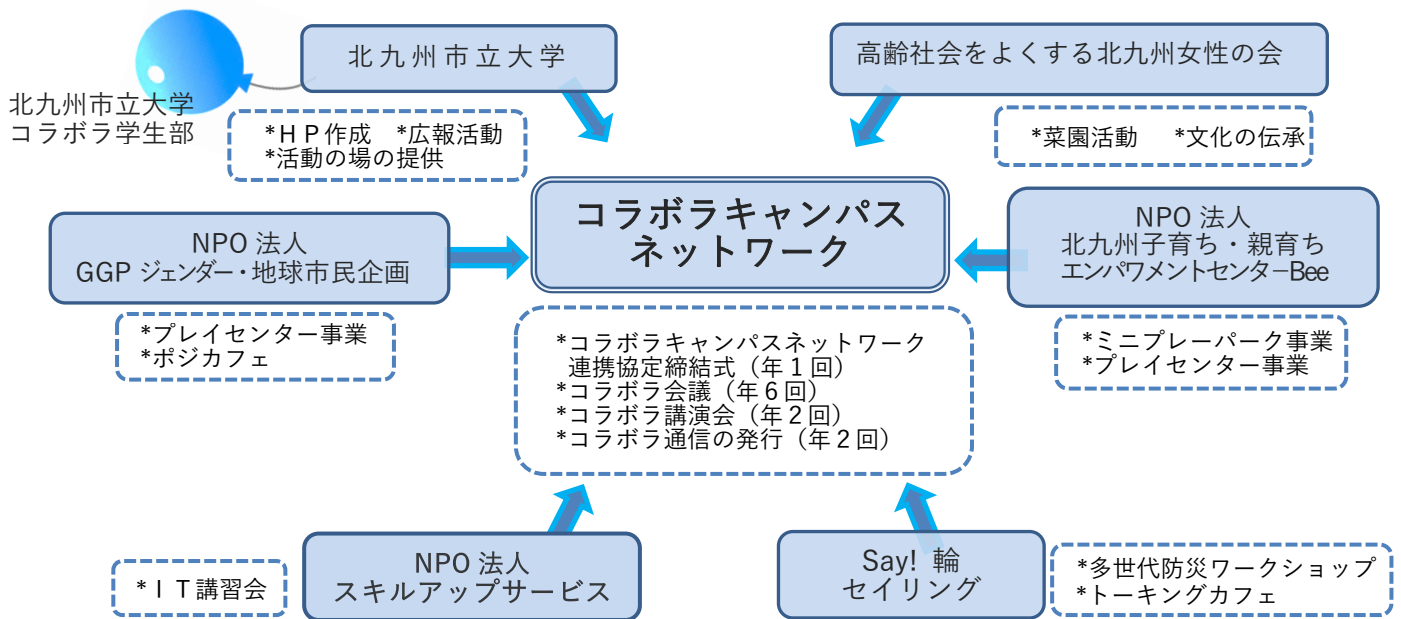 北九州市立大学
高齢社会をよくする北九州女性の会
北九州市立大学
コラボラ学生部
*HP作成　*広報活動
*活動の場の提供
*菜園活動　*文化の伝承
コラボラキャンパス
ネットワーク
NPO 法人
GGP ジェンダー・地球市民企画
NPO 法人
北九州子育ち・親育ち
エンパワメントセンターBee
*プレイセンター事業
*ポジカフェ
*コラボラキャンパスネットワーク
連携協定締結式（年１回）
*コラボラ会議（年６回）
*コラボラ講演会（年２回）
*コラボラ通信の発行（年２回）
*ミニプレーパーク事業
*プレイセンター事業
*ＩＴ講習会
NPO 法人
スキルアップサービス
Say! 輪
セイリング
*多世代防災ワークショップ
*トーキングカフェ